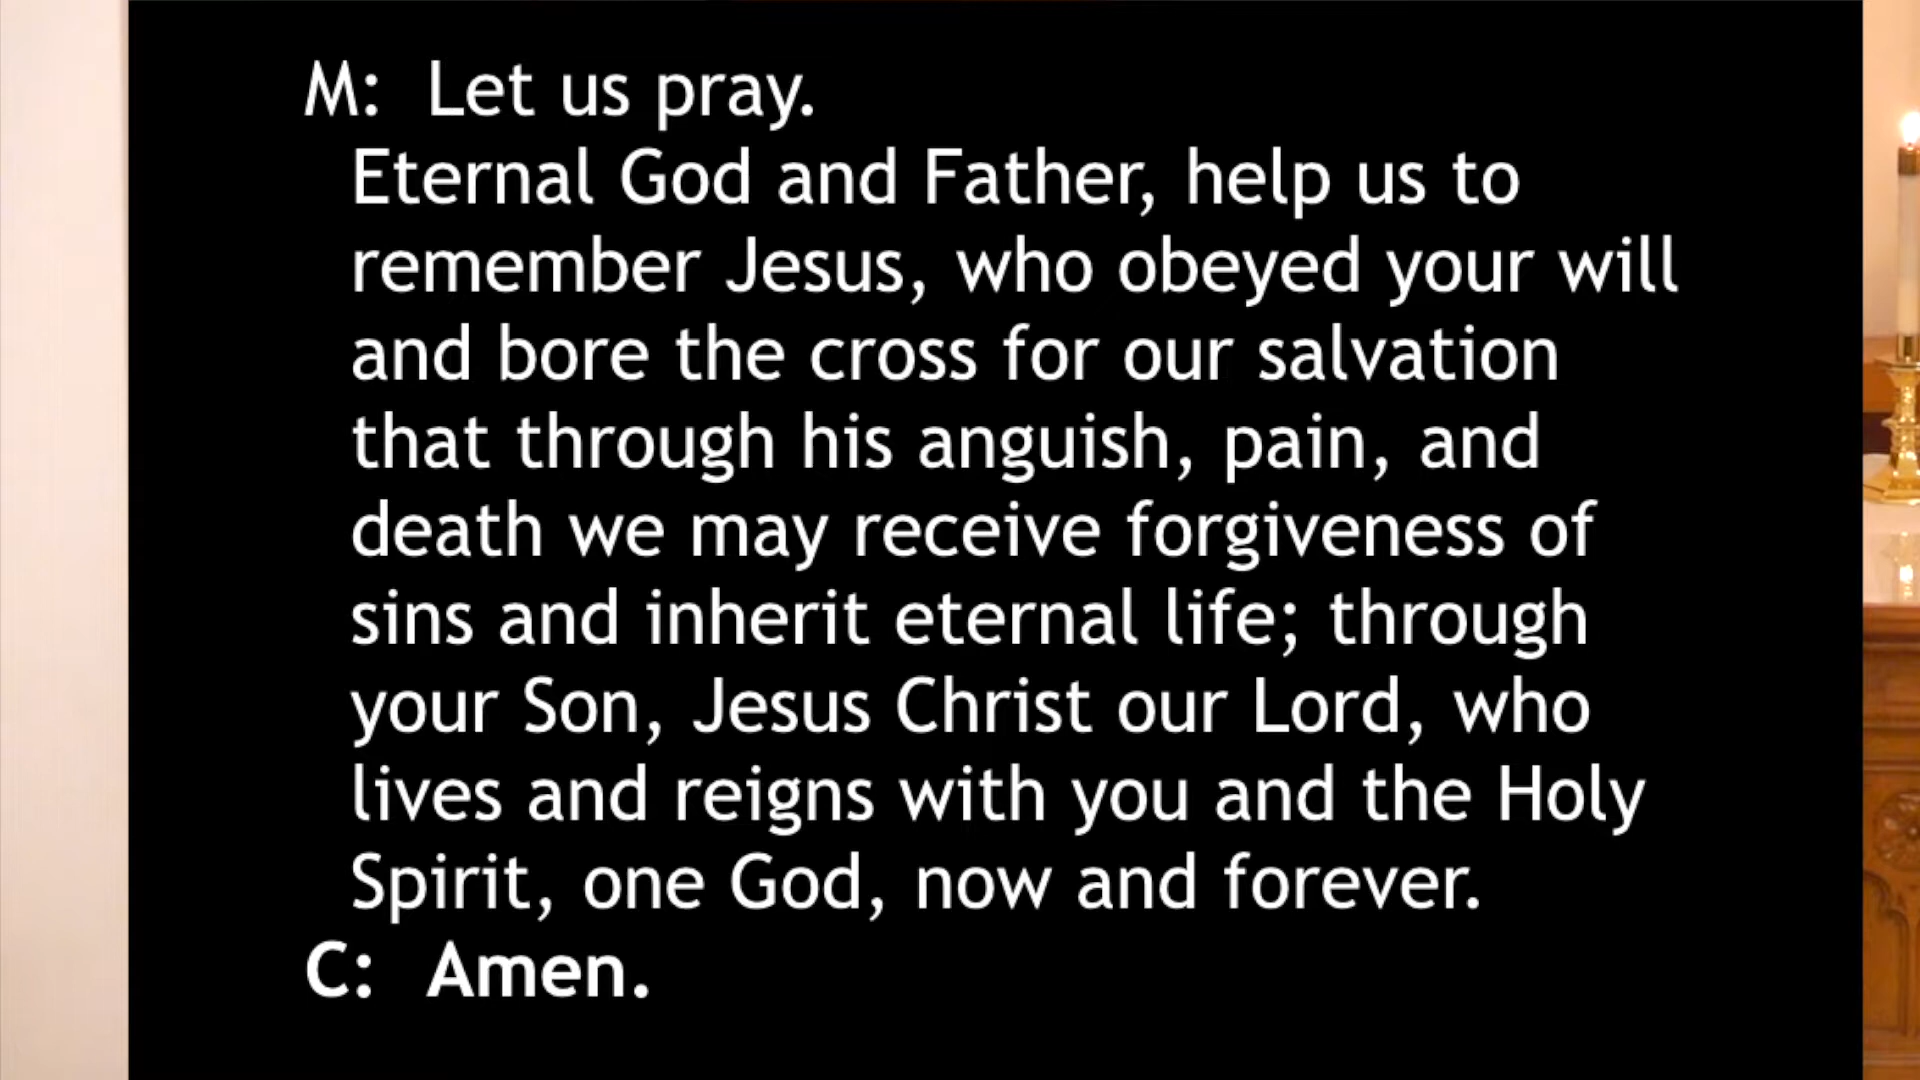 M: Let us pray.
Eternal God and Father, help us to
remember Jesus, who obeyed your will
and bore the cross for our salvation
that through his anguish, pain, and
death we may receive forgiveness of
sins and inherit eternal life; through
your Son, Jesus Christ our Lord, who
lives and reigns with you and the Holy
Spirit, one God, now and forever.
C: Amen.